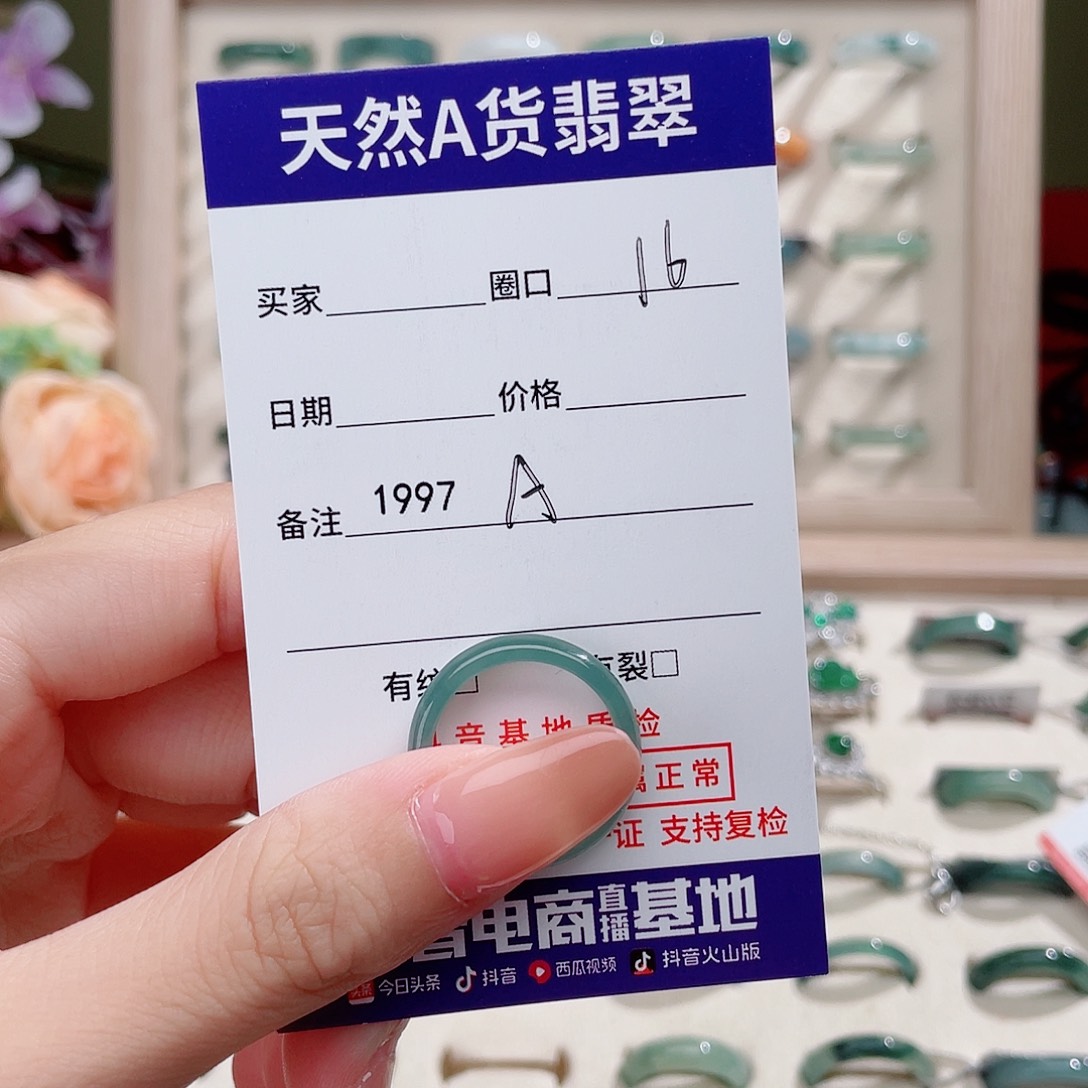 天然A货翡翠
买家 圈口 16
日期 价格
备注 1997 A
有 裂□
音基地质检
正常
证 支持复检
电商直播基地
今日头条 抖音 西瓜视频 抖音火山版